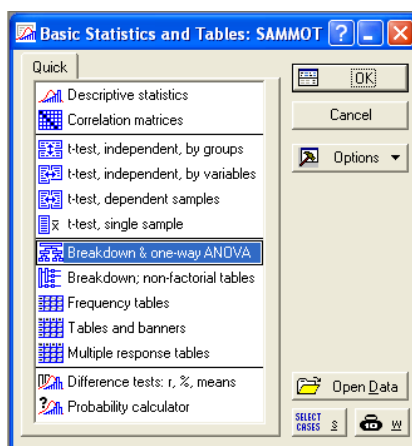 Basic Statistics and Tables: SAMMOT
Quick
Descriptive statistics
Correlation matrices
t-test, independent, by groups
t-test, independent, by variables
t-test, dependent samples
t-test, single sample
Breakdown & one-way ANOVA
Breakdown; non-factorial tables
Frequency tables
Tables and banners
Multiple response tables
Difference tests: r, %, means
Probability calculator
OK
Cancel
Options
Open Data
SELECT
CASES S
W